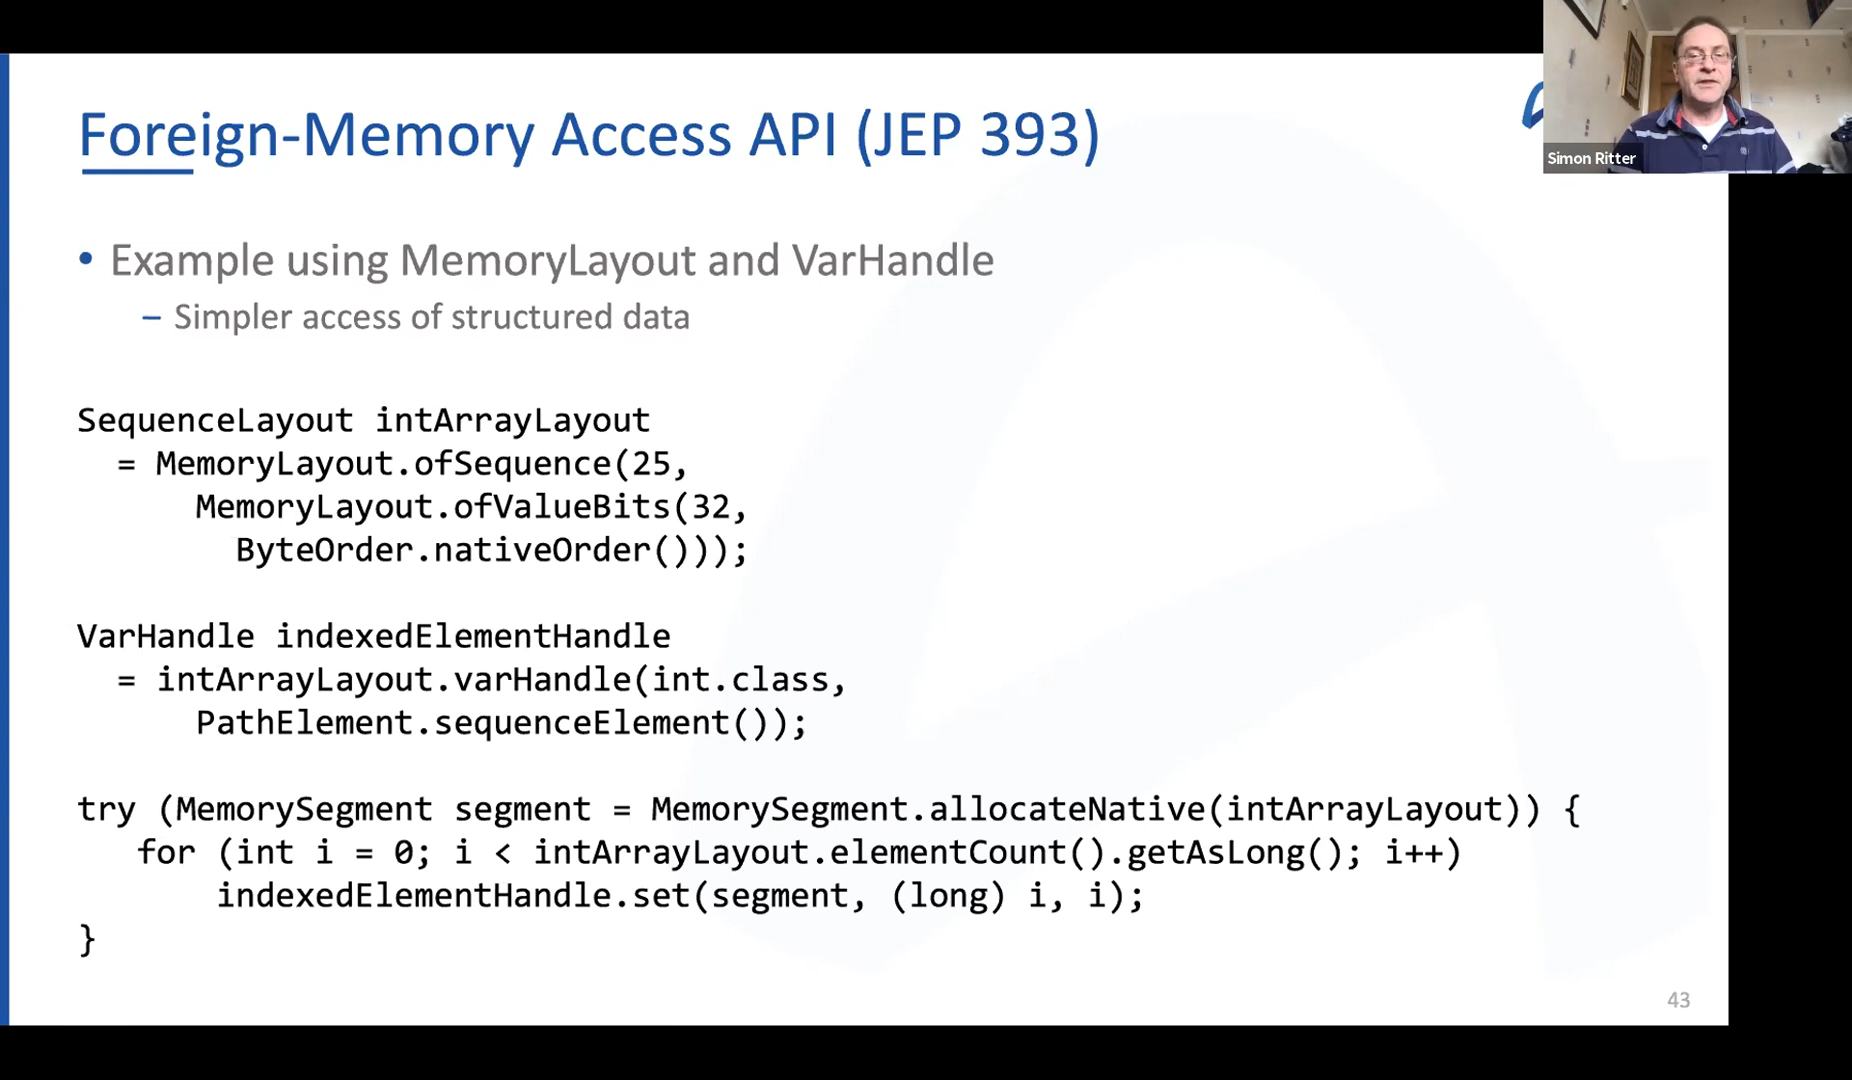 Foreign-Memory Access API (JEP 393)
Simon Ritter
• Example using MemoryLayout and VarHandle
– Simpler access of structured data
SequenceLayout intArrayLayout
= MemoryLayout.ofSequence(25,
MemoryLayout.ofValueBits(32,
ByteOrder.nativeOrder()));
VarHandle indexedElementHandle
= intArrayLayout.varHandle(int.class,
PathElement.sequenceElement());
try (MemorySegment segment = MemorySegment.allocateNative(intArrayLayout)) {
for (int i = 0; i < intArrayLayout.elementCount().getAsLong(); i++)
indexedElementHandle.set(segment, (long) i, i);
}
43